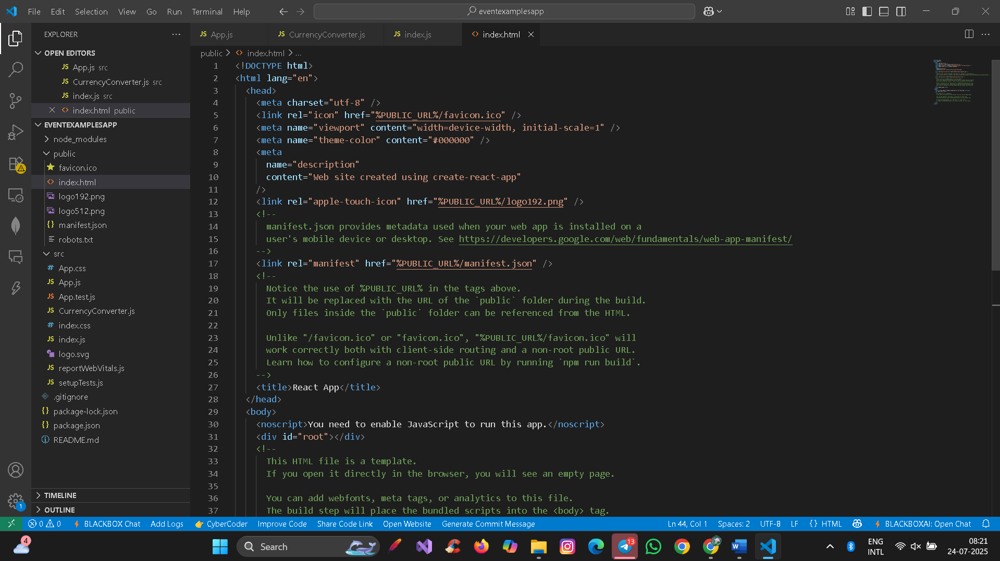 File Edit Selection View Go Run Terminal Help
eventexamplesapp
EXPLORER
OPEN EDITORS
JS App.js src
JS CurrencyConverter.js src
JS index.js src
index.html public
EVENTEXAMPLESAPP
node_modules
public
favicon.ico
index.html
logo192.png
logo512.png
{} manifest.json
robots.txt
src
# App.css
JS App.js
JS App.test.js
JS CurrencyConverter.js
# index.css
JS index.js
logo.svg
JS reportWebVitals.js
JS setupTests.js
.gitignore
{} package-lock.json
{} package.json
README.md
TIMELINE
OUTLINE
JS App.js JS CurrencyConverter.js JS index.js <> index.html
public > <> index.html > ...
1 <!DOCTYPE html>
2 <html lang="en">
3 <head>
4 <meta charset="utf-8" />
5 <link rel="icon" href="%PUBLIC_URL%/favicon.ico" />
6 <meta name="viewport" content="width=device-width, initial-scale=1" />
7 <meta name="theme-color" content="#000000" />
8 <meta
9 name="description"
10 content="Web site created using create-react-app"
11 />
12 <link rel="apple-touch-icon" href="%PUBLIC_URL%/logo192.png" />
13 <!--
14 manifest.json provides metadata used when your web app is installed on a
15 user's mobile device or desktop. See https://developers.google.com/web/fundamentals/web-app-manifest/
16 -->
17 <link rel="manifest" href="%PUBLIC_URL%/manifest.json" />
18 <!--
19 Notice the use of %PUBLIC_URL% in the tags above.
20 It will be replaced with the URL of the `public` folder during the build.
21 Only files inside the `public` folder can be referenced from the HTML.
22
23 Unlike "/favicon.ico" or "favicon.ico", "%PUBLIC_URL%/favicon.ico" will
24 work correctly both with client-side routing and a non-root public URL.
25 Learn how to configure a non-root public URL by running `npm run build`.
26 -->
27 <title>React App</title>
28 </head>
29 <body>
30 <noscript>You need to enable JavaScript to run this app.</noscript>
31 <div id="root"></div>
32 <!--
33 This HTML file is a template.
34 If you open it directly in the browser, you will see an empty page.
35
36 You can add webfonts, meta tags, or analytics to this file.
37 The build step will place the bundled scripts into the <body> tag.
1
0 0 BLACKBOX Chat Add Logs CyberCoder Improve Code Share Code Link Open Website Generate Commit Message Ln 44, Col 1 Spaces: 2 UTF-8 LF {} HTML BLACKBOXAI: Open Chat
4
Search
13
ENG
INTL
08:21
24-07-2025